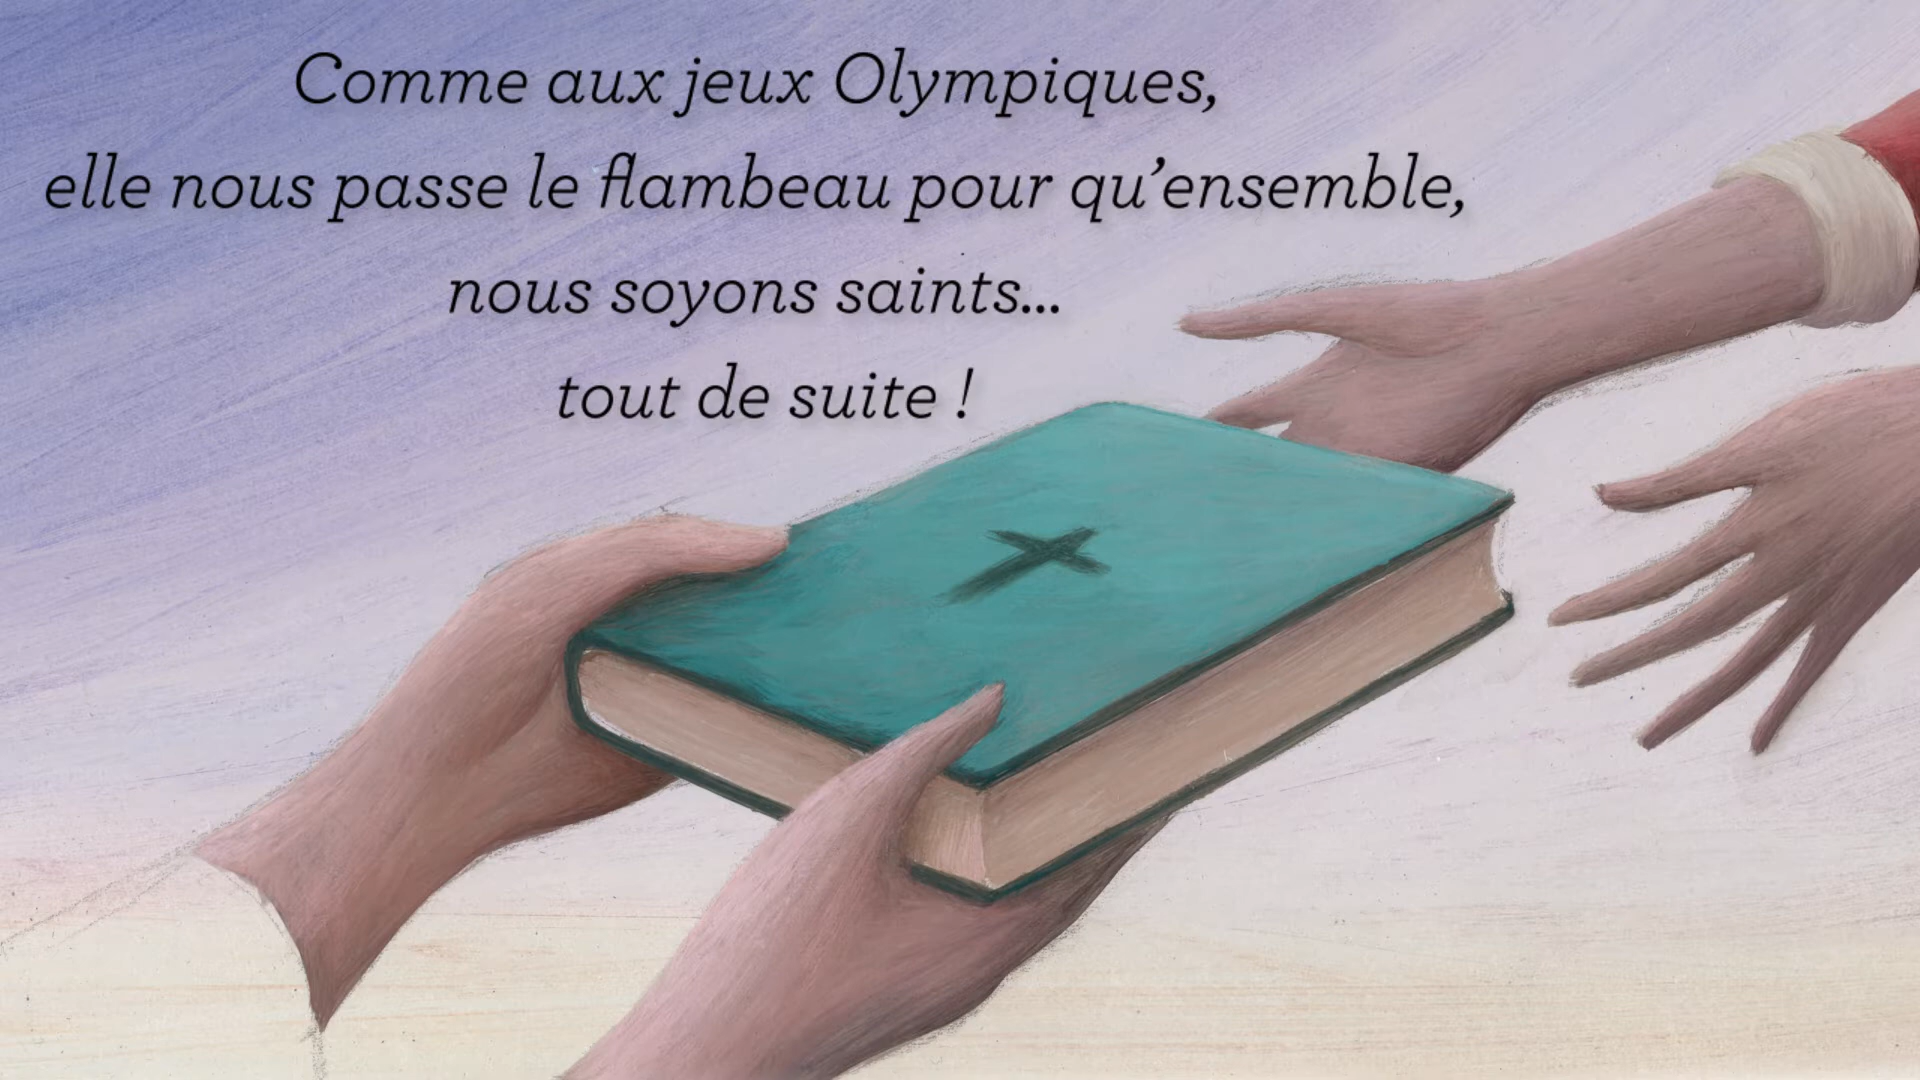 Comme aux jeux Olympiques,
elle nous passe le flambeau pour qu’ensemble,
nous soyons saints...
tout de suite !